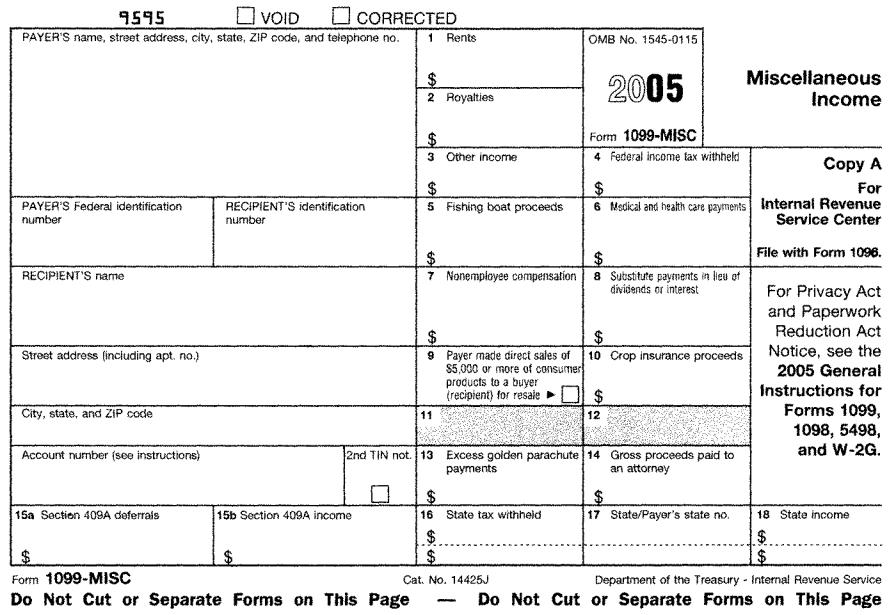 9595 VOID CORRECTED
PAYER'S name, street address, city, state, ZIP code, and telephone no.
1 Rents
$
2 Royalties
$
OMB No. 1545-0115
2005
Form 1099-MISC
Miscellaneous
Income
3 Other income
$
4 Federal income tax withheld
$
Copy A
For
Internal Revenue
Service Center
File with Form 1096.
PAYER'S Federal identification
number
RECIPIENT'S identification
number
5 Fishing boat proceeds
$
6 Medical and health care payments
$
RECIPIENT'S name
7 Nonemployee compensation
$
8 Substitute payments in lieu of
dividends or interest
$
For Privacy Act
and Paperwork
Reduction Act
Notice, see the
2005 General
Instructions for
Forms 1099,
1098, 5498,
and W-2G.
Street address (including apt. no.)
9 Payer made direct sales of
$5,000 or more of consumer
products to a buyer
(recipient) for resale ►
10 Crop insurance proceeds
$
City, state, and ZIP code
11
12
Account number (see instructions)
2nd TIN not.
13 Excess golden parachute
payments
$
14 Gross proceeds paid to
an attorney
$
15a Section 409A deferrals
$
15b Section 409A income
$
16 State tax withheld
$
$
17 State/Payer's state no.
18 State income
$
$
Form 1099-MISC
Cat. No. 14425J
Department of the Treasury - Internal Revenue Service
Do Not Cut or Separate Forms on This Page — Do Not Cut or Separate Forms on This Page